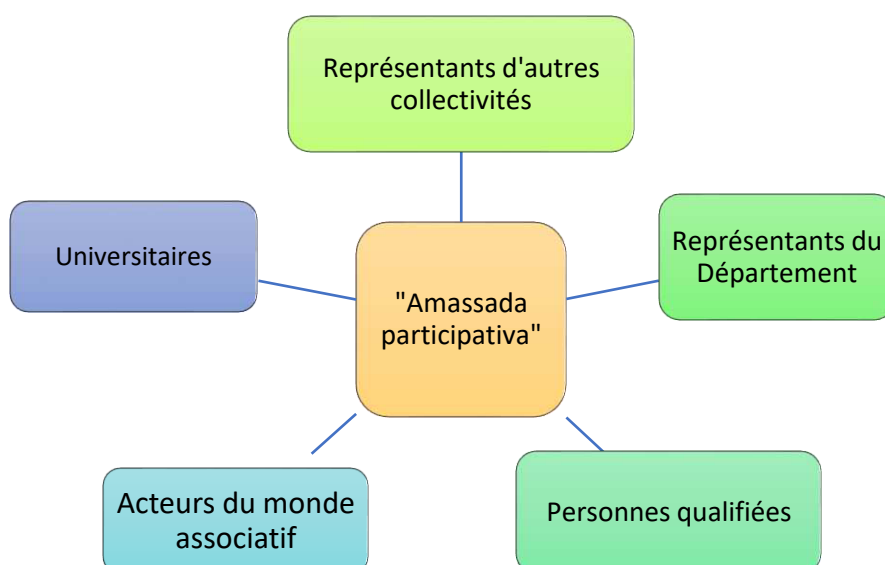 Représentants d'autres
collectivités
Universitaires
Représentants du
Département
"Amassada
participativa"
Acteurs du monde
associatif
Personnes qualifiées